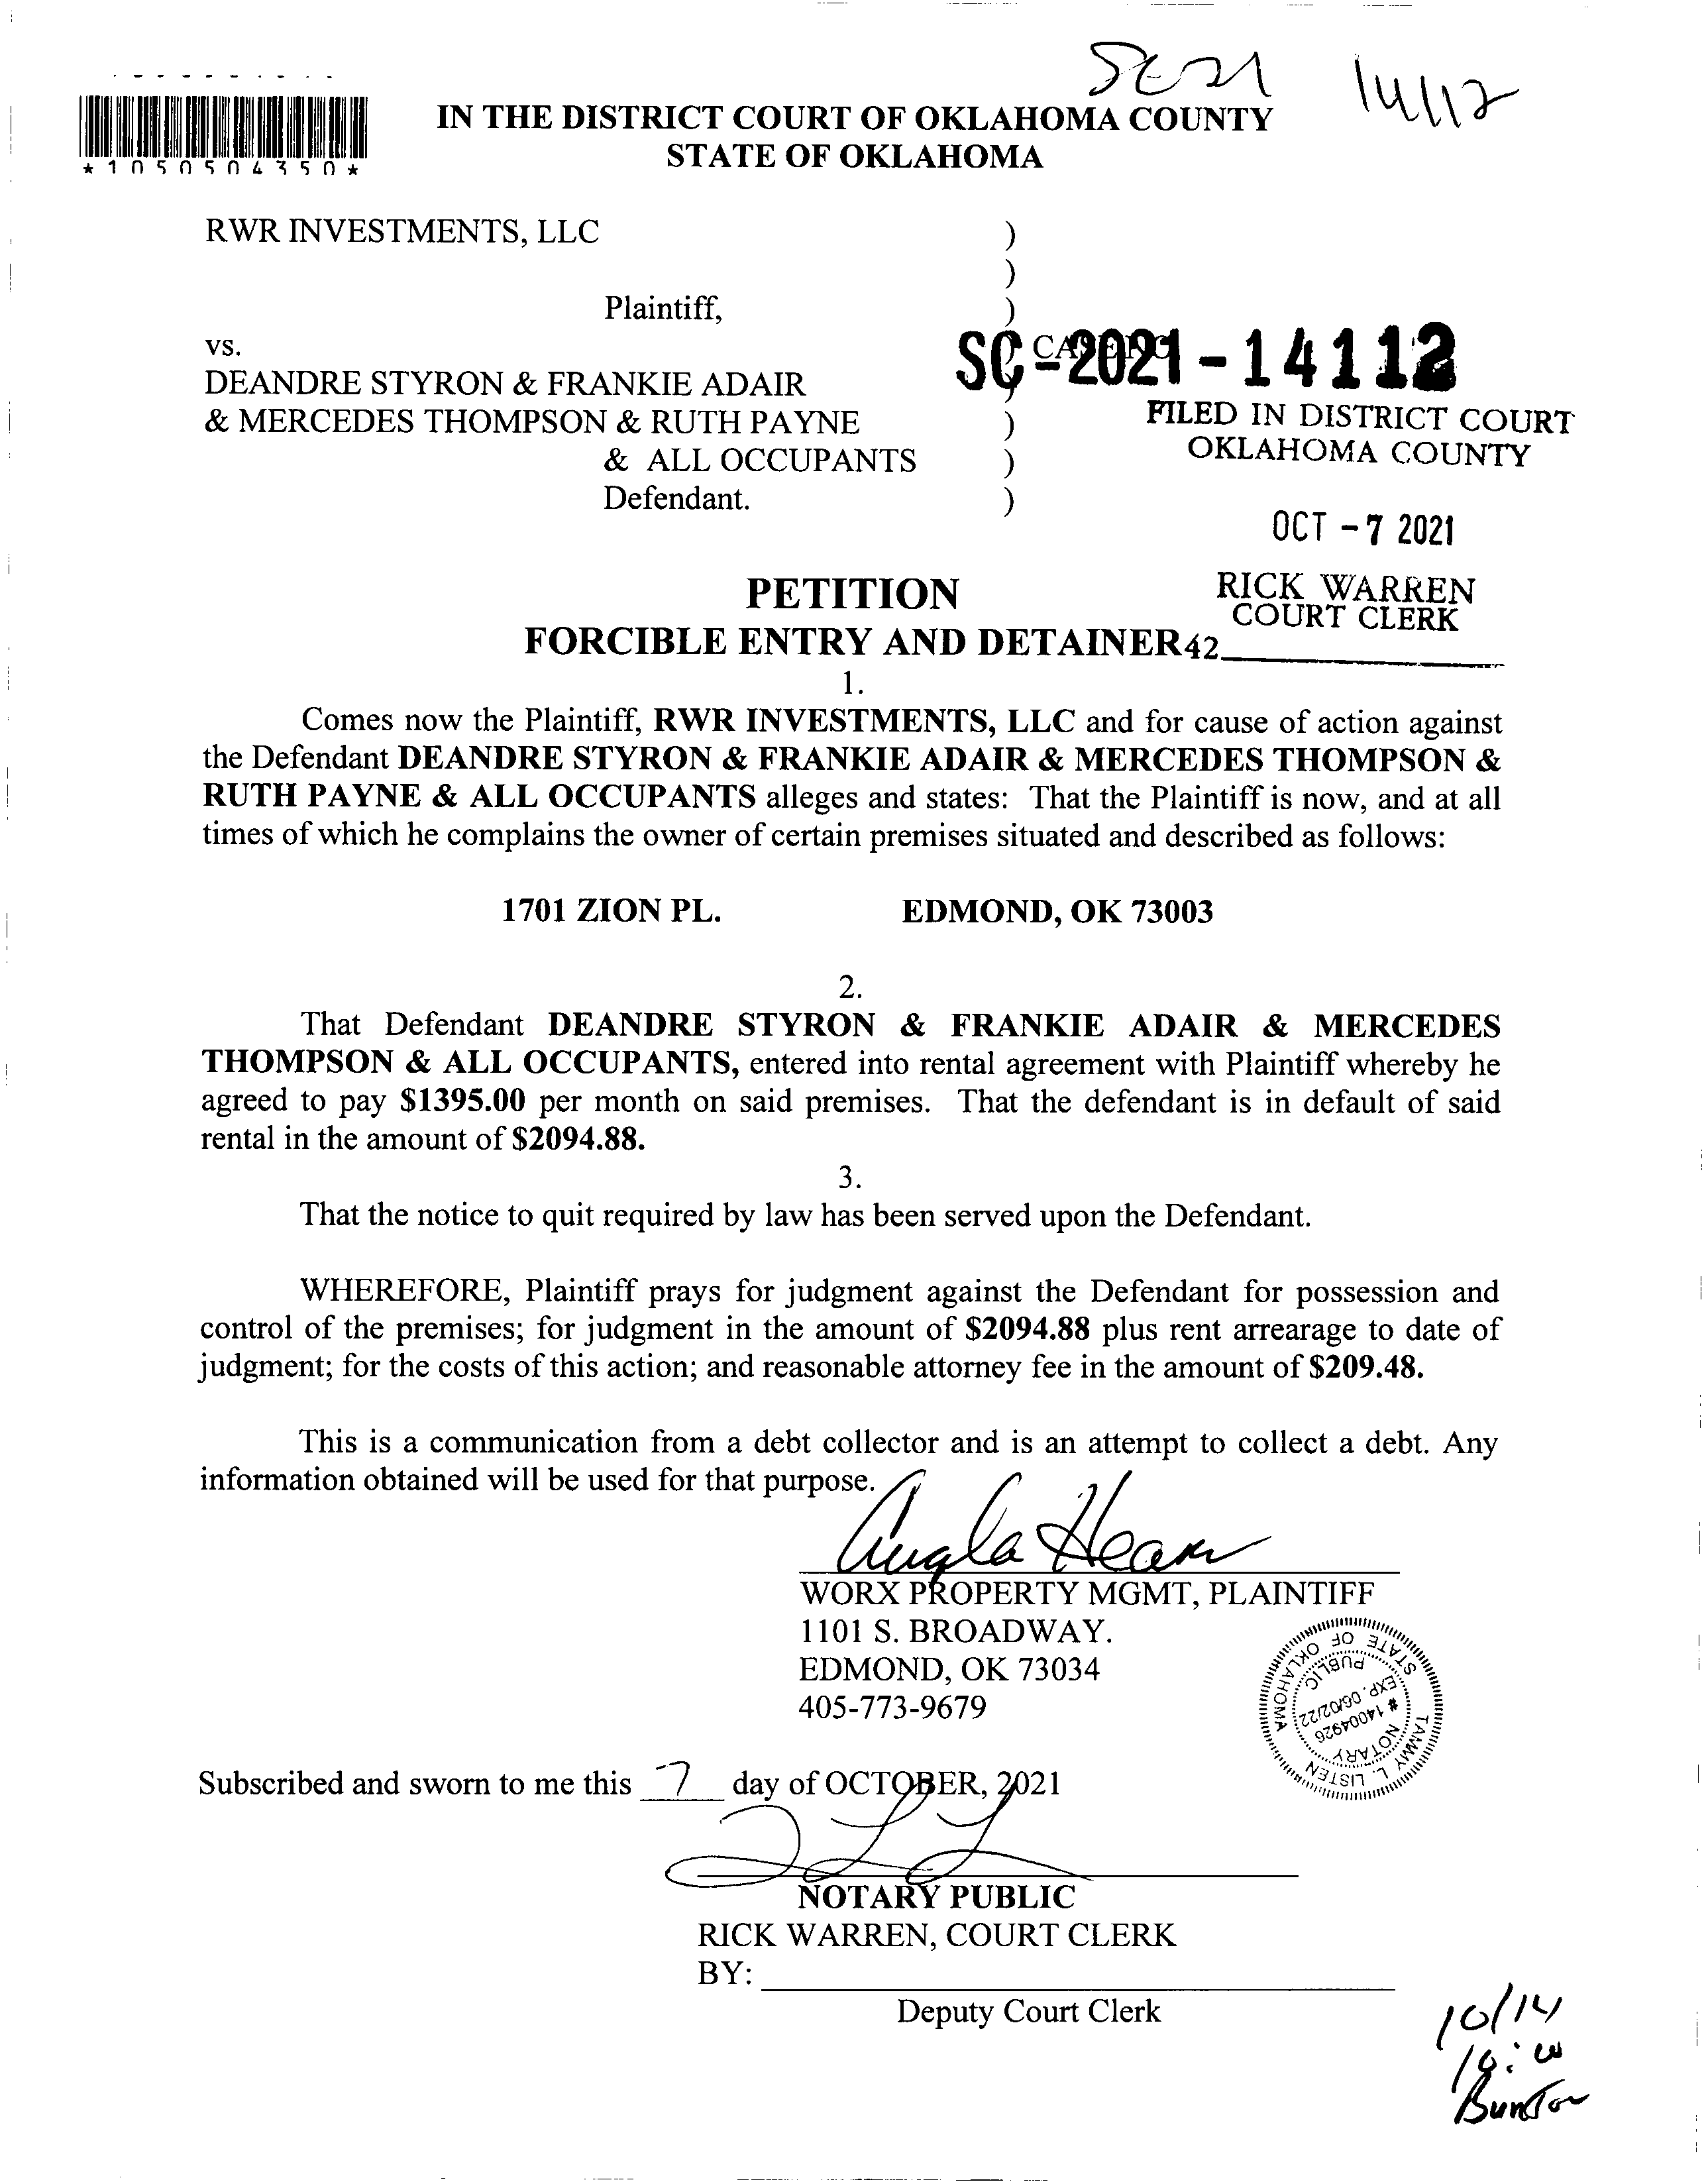 SC21 14112
*1050504350*
IN THE DISTRICT COURT OF OKLAHOMA COUNTY
STATE OF OKLAHOMA
RWR INVESTMENTS, LLC )
)
Plaintiff, )
vs. SC-2021-14112
DEANDRE STYRON & FRANKIE ADAIR )
& MERCEDES THOMPSON & RUTH PAYNE )
& ALL OCCUPANTS )
Defendant. )
FILED IN DISTRICT COURT
OKLAHOMA COUNTY
OCT -7 2021
RICK WARREN
COURT CLERK
42
PETITION
FORCIBLE ENTRY AND DETAINER
1.
Comes now the Plaintiff, RWR INVESTMENTS, LLC and for cause of action against
the Defendant DEANDRE STYRON & FRANKIE ADAIR & MERCEDES THOMPSON &
RUTH PAYNE & ALL OCCUPANTS alleges and states: That the Plaintiff is now, and at all
times of which he complains the owner of certain premises situated and described as follows:
1701 ZION PL. EDMOND, OK 73003
2.
That Defendant DEANDRE STYRON & FRANKIE ADAIR & MERCEDES
THOMPSON & ALL OCCUPANTS, entered into rental agreement with Plaintiff whereby he
agreed to pay $1395.00 per month on said premises. That the defendant is in default of said
rental in the amount of $2094.88.
3.
That the notice to quit required by law has been served upon the Defendant.
WHEREFORE, Plaintiff prays for judgment against the Defendant for possession and
control of the premises; for judgment in the amount of $2094.88 plus rent arrearage to date of
judgment; for the costs of this action; and reasonable attorney fee in the amount of $209.48.
This is a communication from a debt collector and is an attempt to collect a debt. Any
information obtained will be used for that purpose.
WORX PROPERTY MGMT, PLAINTIFF
1101 S. BROADWAY.
EDMOND, OK 73034
405-773-9679
TAMMY L. LISTEN
STATE OF OKLAHOMA
NOTARY PUBLIC
# 14004926
EXP. 06/02/22
Subscribed and sworn to me this 7 day of OCTOBER, 2021
NOTARY PUBLIC
RICK WARREN, COURT CLERK
BY:
Deputy Court Clerk
10/14